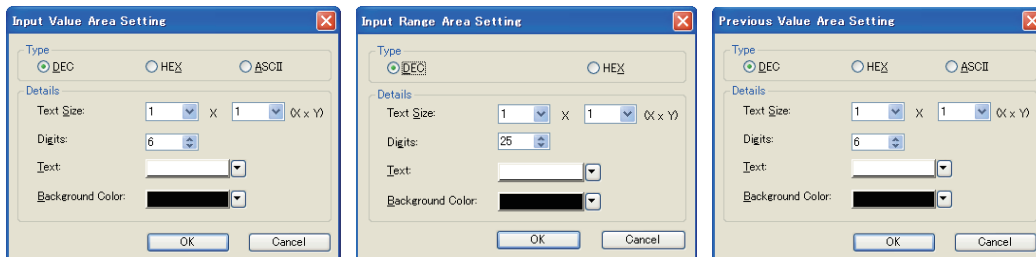 Input Value Area Setting
Type
DEC HEX ASCII
Details
Text Size: 1 X 1 (X x Y)
Digits: 6
Text:
Background Color:
OK Cancel
Input Range Area Setting
Type
DEC HEX
Details
Text Size: 1 X 1 (X x Y)
Digits: 25
Text:
Background Color:
OK Cancel
Previous Value Area Setting
Type
DEC HEX ASCII
Details
Text Size: 1 X 1 (X x Y)
Digits: 6
Text:
Background Color:
OK Cancel